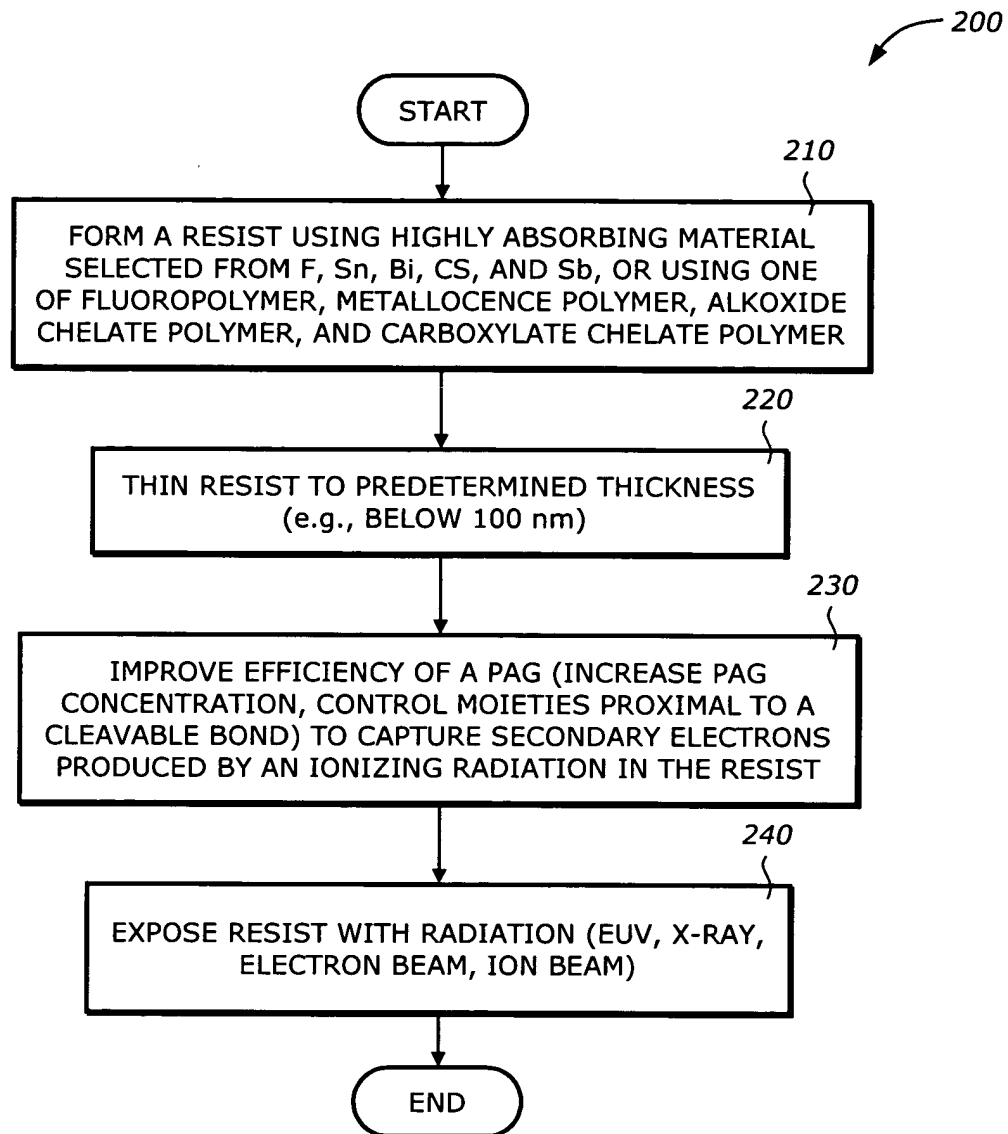 200
START
210
FORM A RESIST USING HIGHLY ABSORBING MATERIAL
SELECTED FROM F, Sn, Bi, CS, AND Sb, OR USING ONE
OF FLUOROPOLYMER, METALLOCENCE POLYMER, ALKOXIDE
CHELATE POLYMER, AND CARBOXYLATE CHELATE POLYMER
220
THIN RESIST TO PREDETERMINED THICKNESS
(e.g., BELOW 100 nm)
230
IMPROVE EFFICIENCY OF A PAG (INCREASE PAG
CONCENTRATION, CONTROL MOIETIES PROXIMAL TO A
CLEAVABLE BOND) TO CAPTURE SECONDARY ELECTRONS
PRODUCED BY AN IONIZING RADIATION IN THE RESIST
240
EXPOSE RESIST WITH RADIATION (EUV, X-RAY,
ELECTRON BEAM, ION BEAM)
END